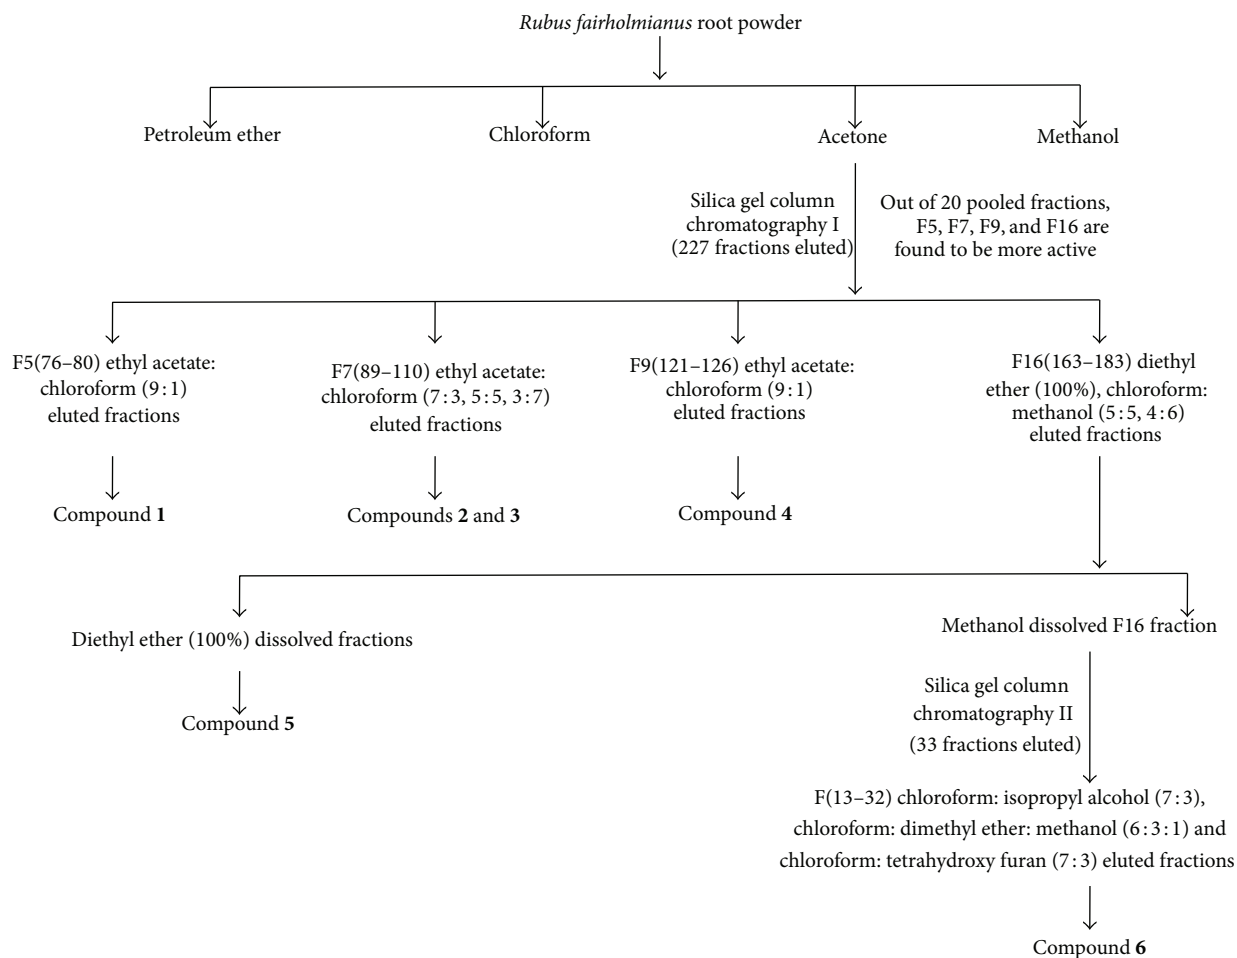 Rubus fairholmianus root powder
Petroleum ether
Chloroform
Acetone
Methanol
Silica gel column
chromatography I
(227 fractions eluted)
Out of 20 pooled fractions,
F5, F7, F9, and F16 are
found to be more active
F5(76–80) ethyl acetate:
chloroform (9:1)
eluted fractions
F7(89–110) ethyl acetate:
chloroform (7:3, 5:5, 3:7)
eluted fractions
F9(121–126) ethyl acetate:
chloroform (9:1)
eluted fractions
F16(163–183) diethyl
ether (100%), chloroform:
methanol (5:5, 4:6)
eluted fractions
Compound 1
Compounds 2 and 3
Compound 4
Diethyl ether (100%) dissolved fractions
Compound 5
Methanol dissolved F16 fraction
Silica gel column
chromatography II
(33 fractions eluted)
F(13–32) chloroform: isopropyl alcohol (7:3),
chloroform: dimethyl ether: methanol (6:3:1) and
chloroform: tetrahydroxy furan (7:3) eluted fractions
Compound 6